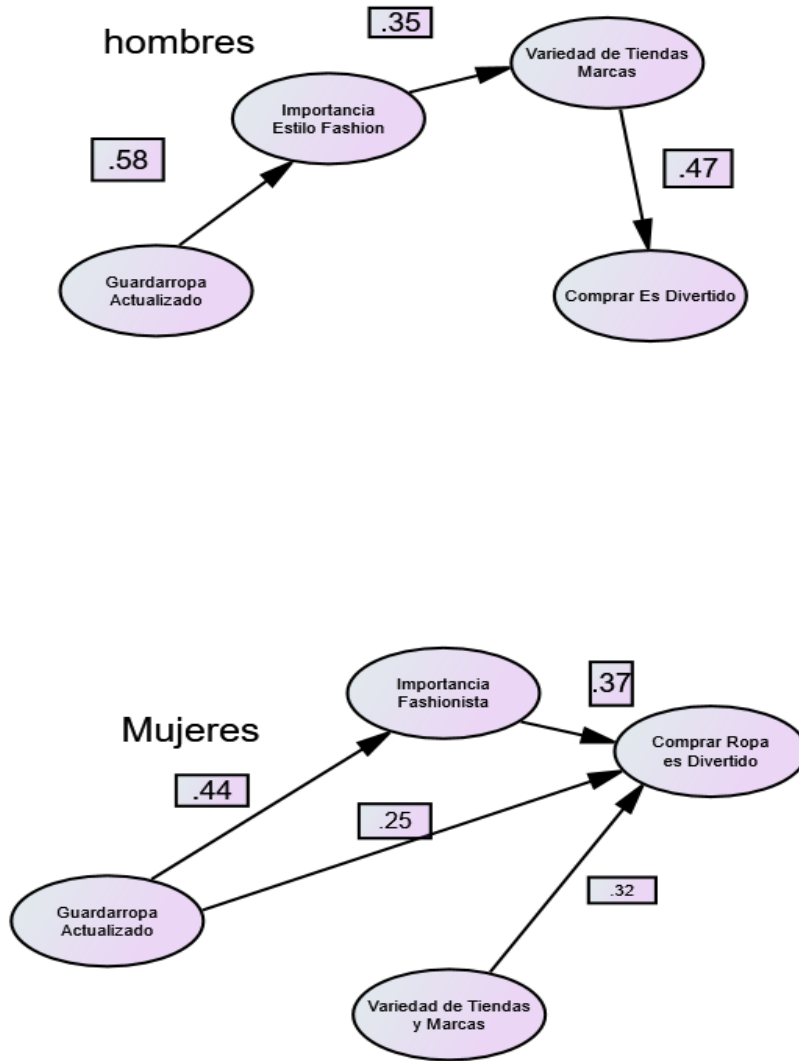 hombres
.35
Variedad de Tiendas
Marcas
Importancia
Estilo Fashion
.58
.47
Guardarropa
Actualizado
Comprar Es Divertido
Importancia
Fashionista
.37
Mujeres
Comprar Ropa
es Divertido
.44
.25
.32
Guardarropa
Actualizado
Variedad de Tiendas
y Marcas